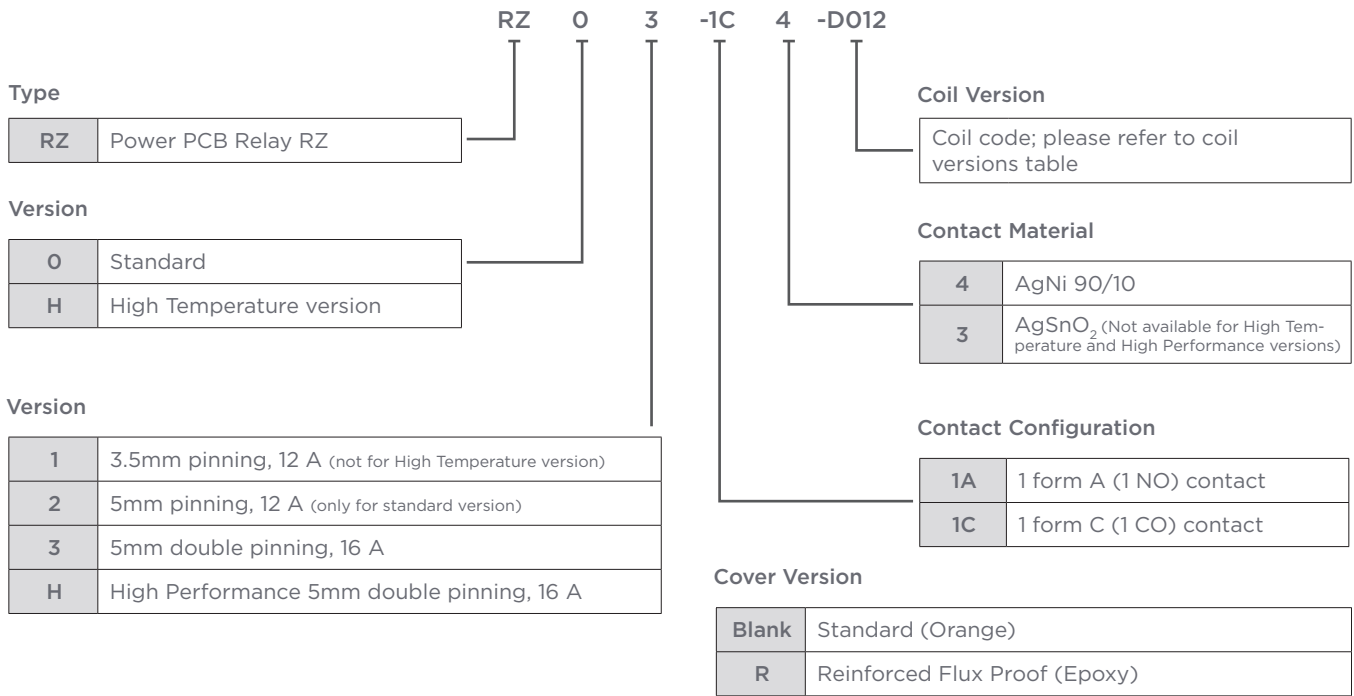 RZ 0 3 -1C 4 -D012
Type
RZ Power PCB Relay RZ
Version
0 Standard
H High Temperature version
Version
1 3.5mm pinning, 12 A (not for High Temperature version)
2 5mm pinning, 12 A (only for standard version)
3 5mm double pinning, 16 A
H High Performance 5mm double pinning, 16 A
Coil Version
Coil code; please refer to coil
versions table
Contact Material
4 AgNi 90/10
3 AgSnO₂ (Not available for High Tem-
perature and High Performance versions)
Contact Configuration
1A 1 form A (1 NO) contact
1C 1 form C (1 CO) contact
Cover Version
Blank Standard (Orange)
R Reinforced Flux Proof (Epoxy)